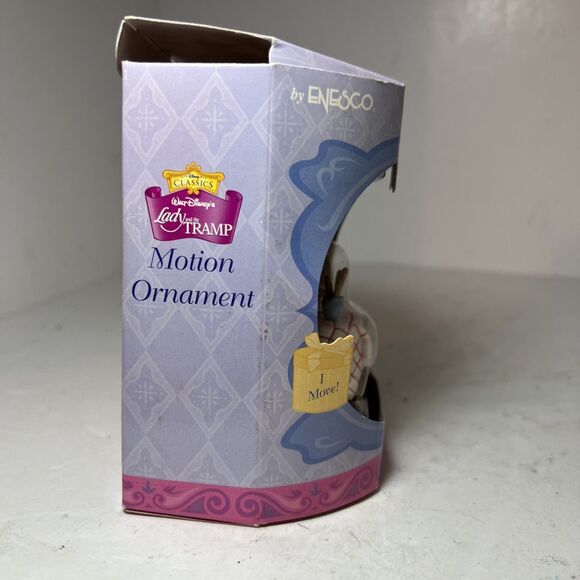 by ENESCO®
Disney
CLASSICS
WALT DISNEY'S
Lady and the
TRAMP
Motion
Ornament
I
Move!